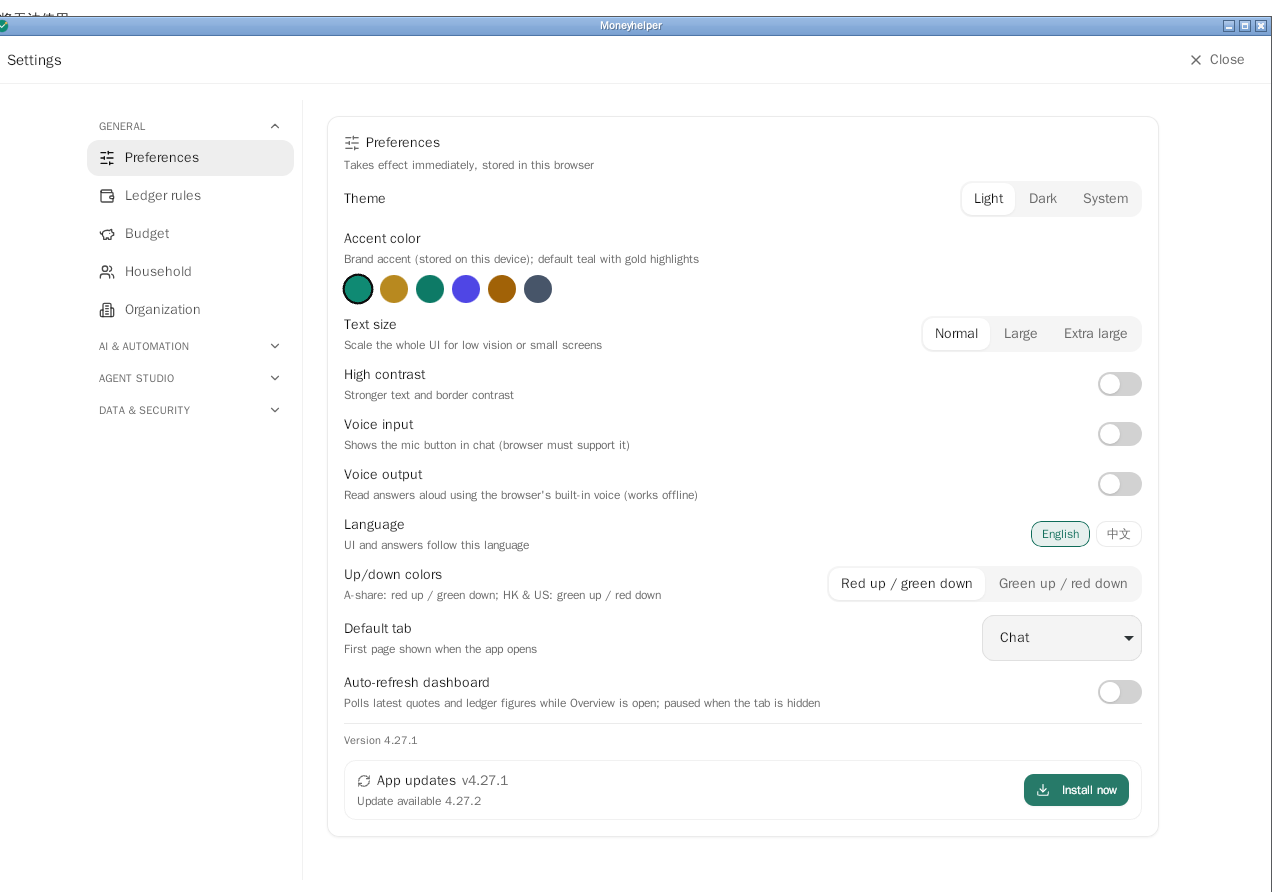 Moneyhelper
Settings
Close
GENERAL
Preferences
Ledger rules
Budget
Household
Organization
AI & AUTOMATION
AGENT STUDIO
DATA & SECURITY
Preferences
Takes effect immediately, stored in this browser
Theme
Light Dark System
Accent color
Brand accent (stored on this device); default teal with gold highlights
Text size
Scale the whole UI for low vision or small screens
Normal Large Extra large
High contrast
Stronger text and border contrast
Voice input
Shows the mic button in chat (browser must support it)
Voice output
Read answers aloud using the browser's built-in voice (works offline)
Language
UI and answers follow this language
English 中文
Up/down colors
A-share: red up / green down; HK & US: green up / red down
Red up / green down Green up / red down
Default tab
First page shown when the app opens
Chat
Auto-refresh dashboard
Polls latest quotes and ledger figures while Overview is open; paused when the tab is hidden
Version 4.27.1
App updates v4.27.1
Update available 4.27.2
Install now